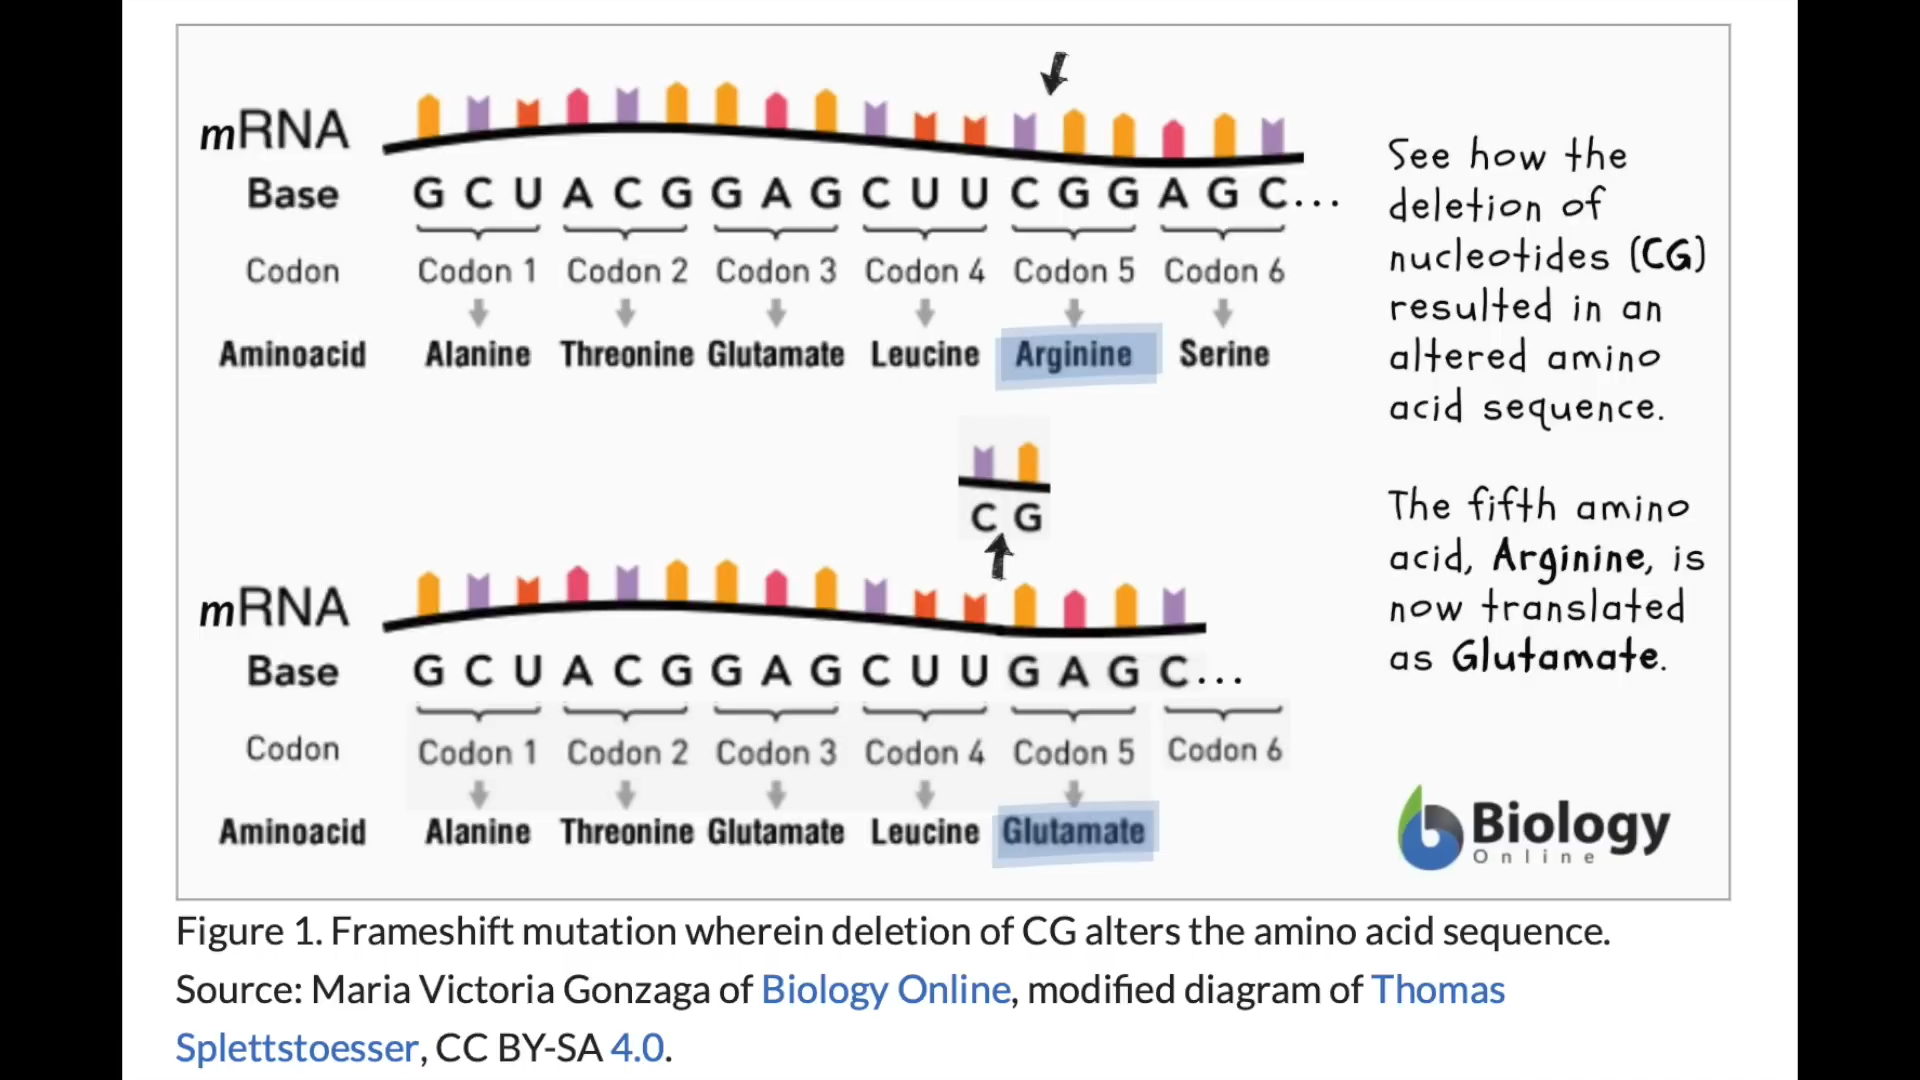 mRNA
Base G C U A C G G A G C U U C G G A G C...
Codon Codon 1 Codon 2 Codon 3 Codon 4 Codon 5 Codon 6
Aminoacid Alanine Threonine Glutamate Leucine Arginine Serine
C G
mRNA
Base G C U A C G G A G C U U G A G C...
Codon Codon 1 Codon 2 Codon 3 Codon 4 Codon 5 Codon 6
Aminoacid Alanine Threonine Glutamate Leucine Glutamate
See how the
deletion of
nucleotides (CG)
resulted in an
altered amino
acid sequence.
The fifth amino
acid, Arginine, is
now translated
as Glutamate.
Biology
Online
Figure 1. Frameshift mutation wherein deletion of CG alters the amino acid sequence.
Source: Maria Victoria Gonzaga of Biology Online, modified diagram of Thomas
Splettstoesser, CC BY-SA 4.0.